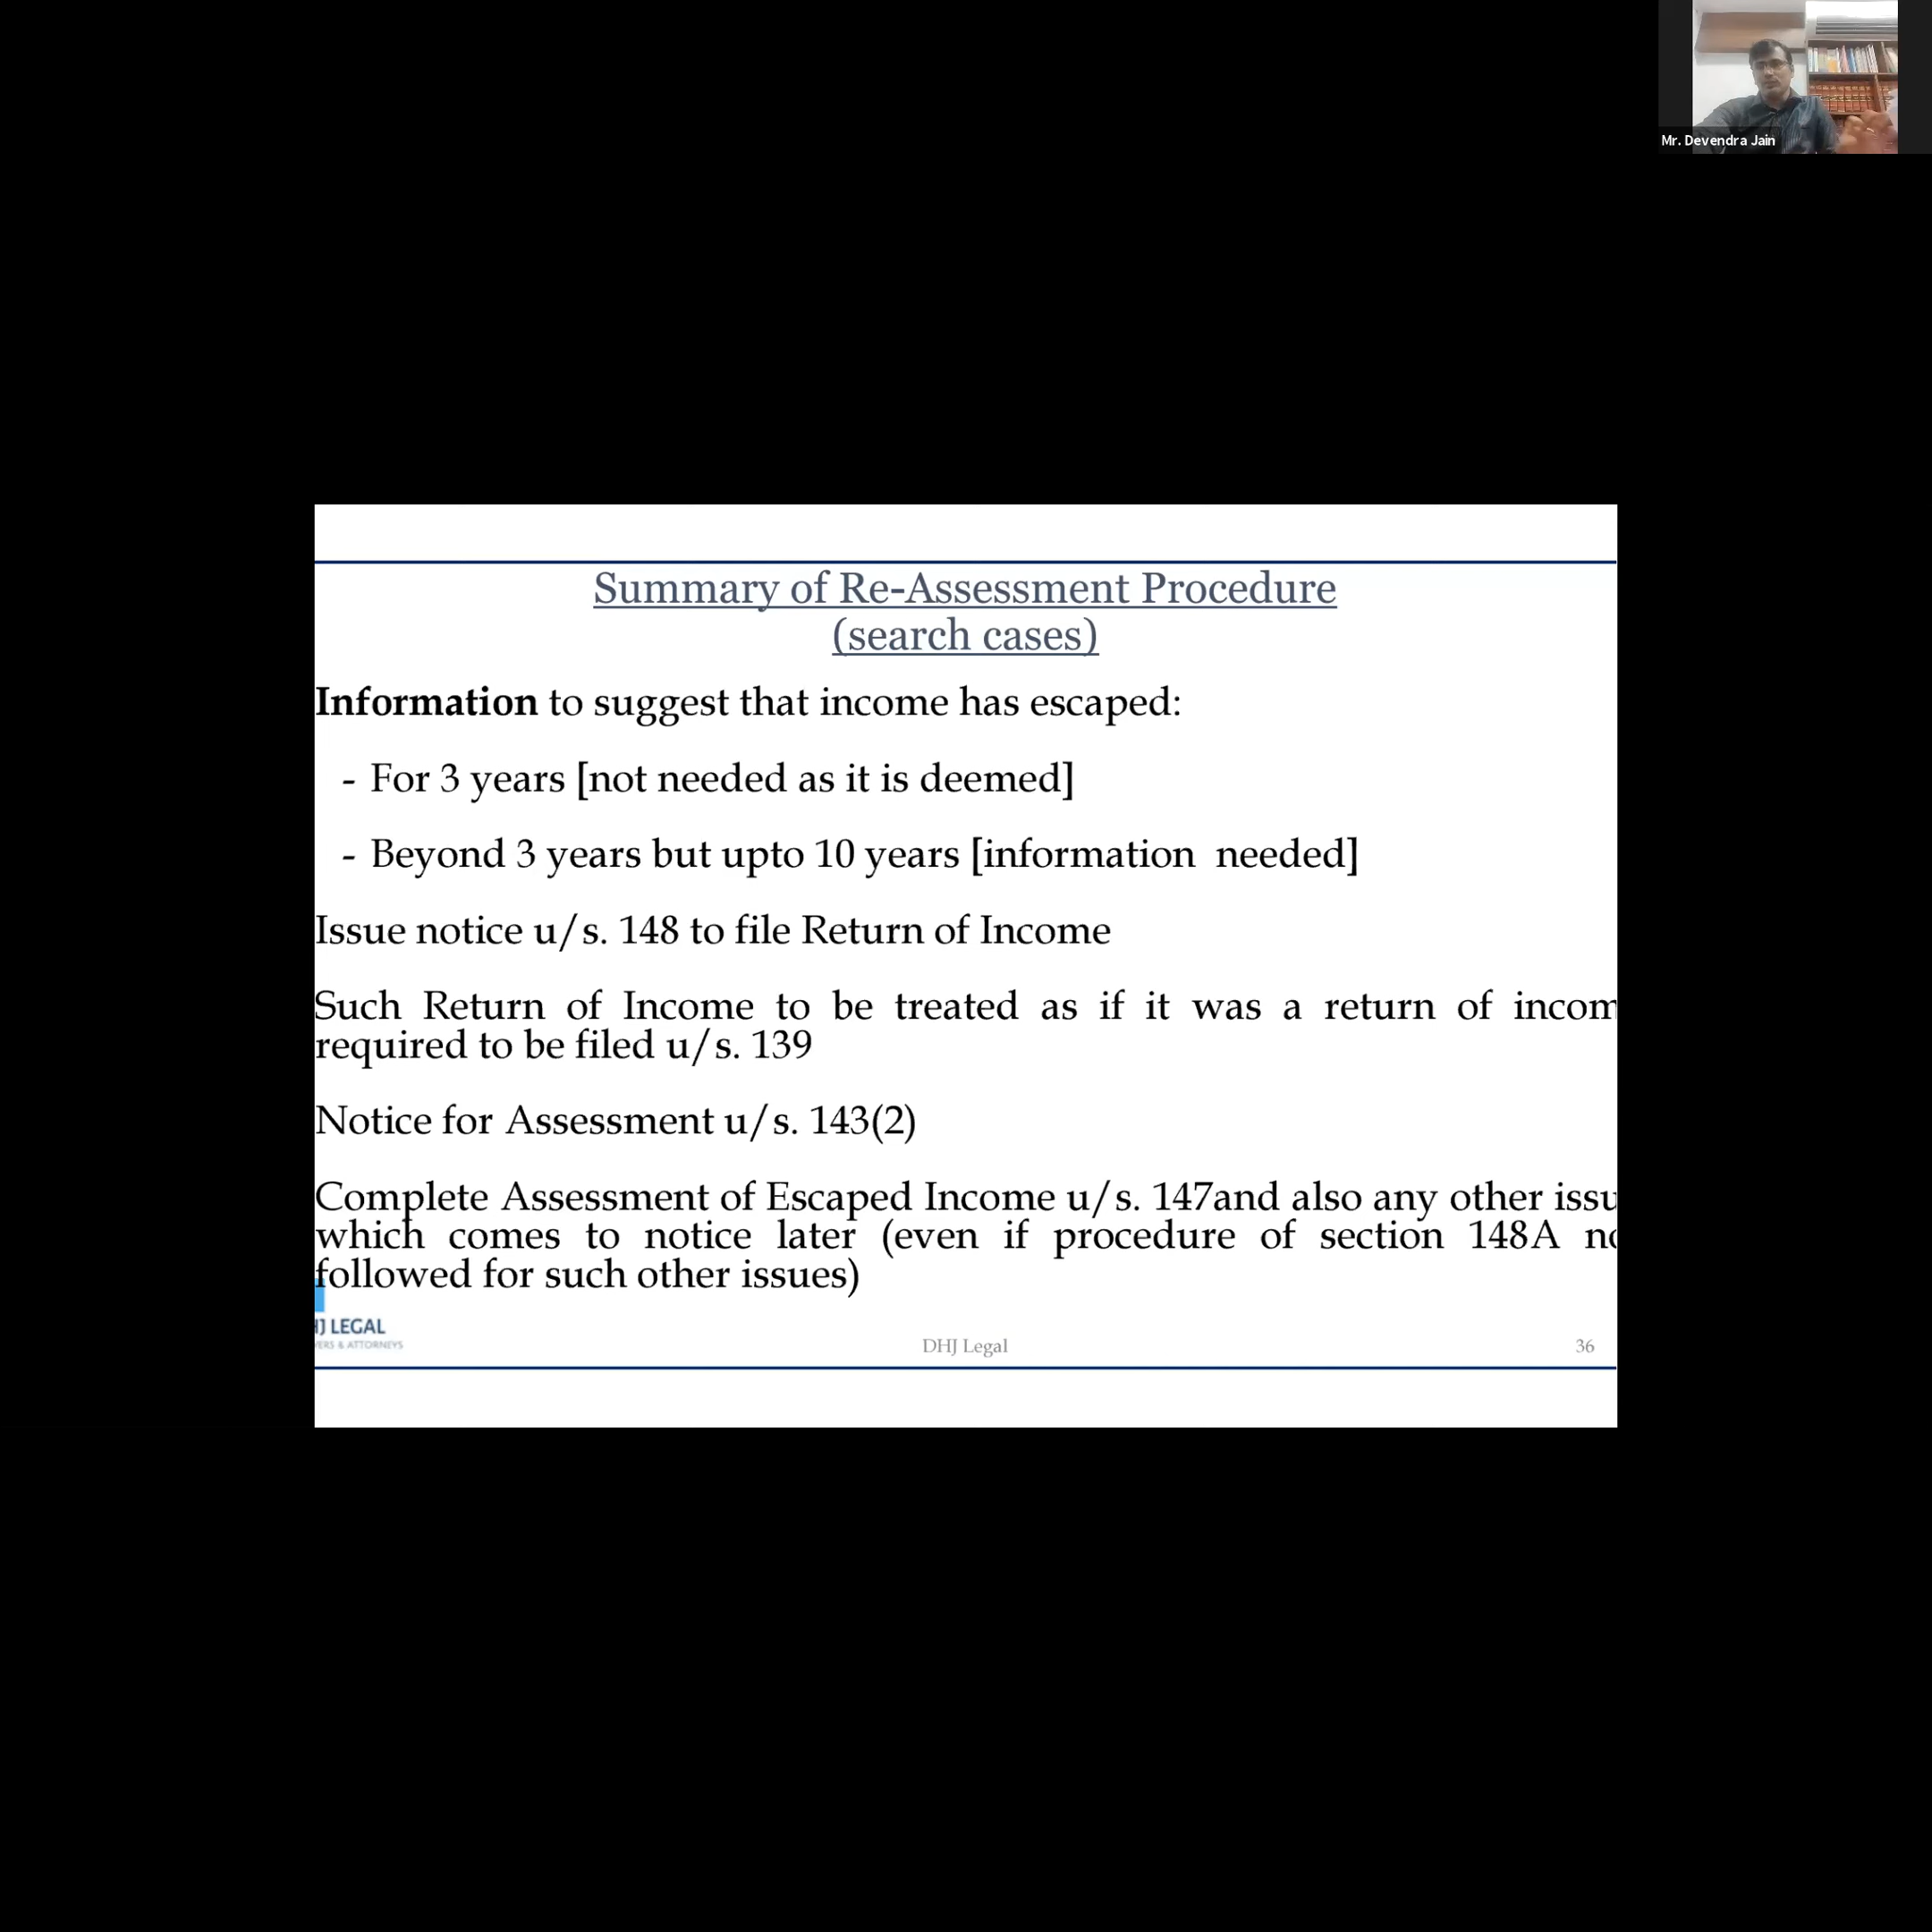 Mr. Devendra Jain
Summary of Re-Assessment Procedure
(search cases)
Information to suggest that income has escaped:
- For 3 years [not needed as it is deemed]
- Beyond 3 years but upto 10 years [information needed]
Issue notice u/s. 148 to file Return of Income
Such Return of Income to be treated as if it was a return of incom
required to be filed u/s. 139
Notice for Assessment u/s. 143(2)
Complete Assessment of Escaped Income u/s. 147and also any other issu
which comes to notice later (even if procedure of section 148A no
followed for such other issues)
HJ LEGAL
YERS & ATTORNEYS
DHJ Legal
36